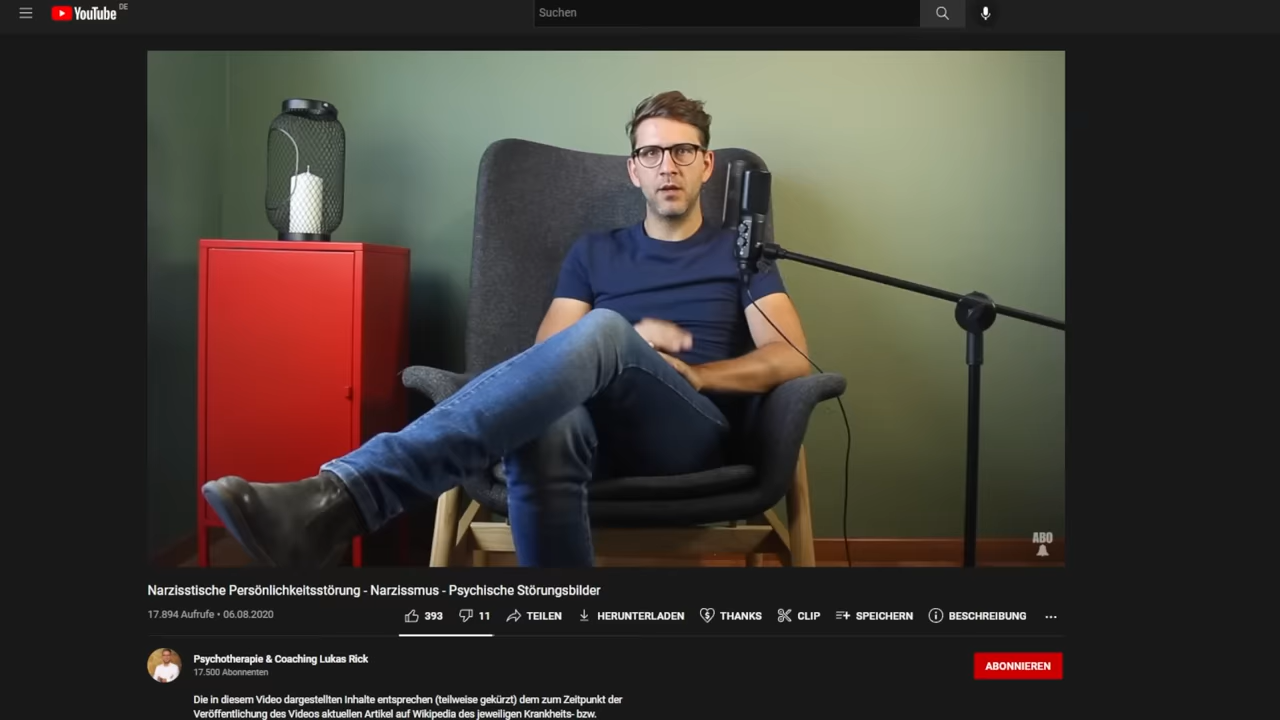 YouTube DE
Suchen
ABO
Narzisstische Persönlichkeitsstörung - Narzissmus - Psychische Störungsbilder
17.894 Aufrufe • 06.08.2020
393 11 TEILEN HERUNTERLADEN THANKS CLIP SPEICHERN BESCHREIBUNG ...
Psychotherapie & Coaching Lukas Rick
17.500 Abonnenten
ABONNIEREN
Die in diesem Video dargestellten Inhalte entsprechen (teilweise gekürzt) dem zum Zeitpunkt der
Veröffentlichung des Videos aktuellen Artikel auf Wikipedia des jeweiligen Krankheits- bzw.